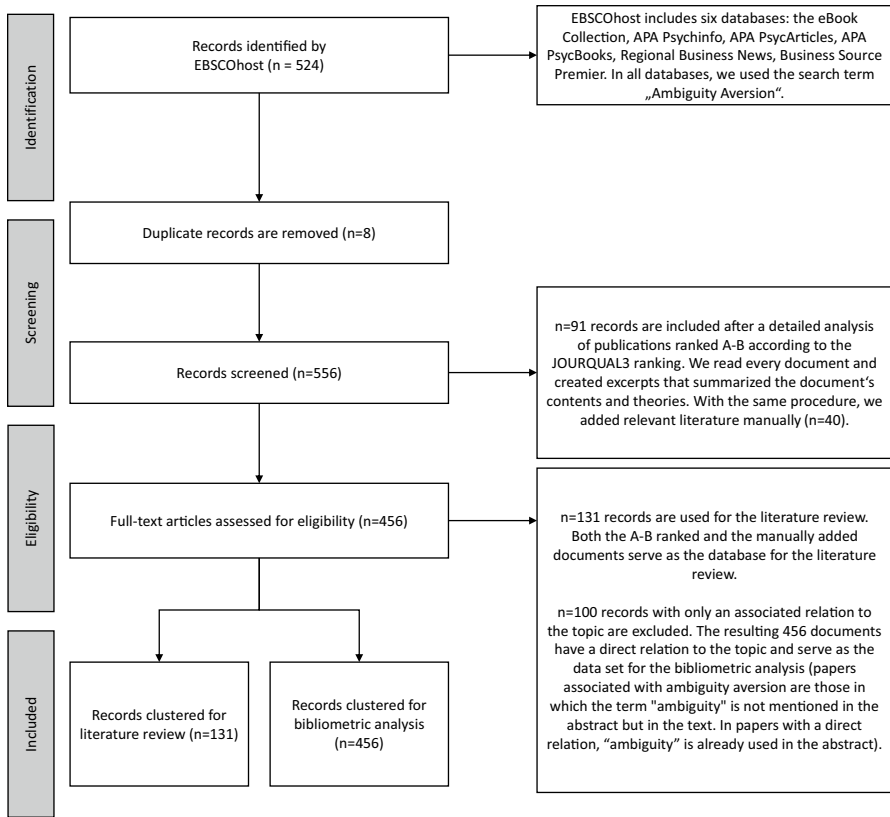 Identification
Records identified by
EBSCOhost (n = 524)
EBSCOhost includes six databases: the eBook
Collection, APA Psychinfo, APA PsycArticles, APA
PsycBooks, Regional Business News, Business Source
Premier. In all databases, we used the search term
„Ambiguity Aversion“.
Screening
Duplicate records are removed (n=8)
Records screened (n=556)
n=91 records are included after a detailed analysis
of publications ranked A-B according to the
JOURQUAL3 ranking. We read every document and
created excerpts that summarized the document‘s
contents and theories. With the same procedure, we
added relevant literature manually (n=40).
Eligibility
Full-text articles assessed for eligibility (n=456)
n=131 records are used for the literature review.
Both the A-B ranked and the manually added
documents serve as the database for the literature
review.
n=100 records with only an associated relation to
the topic are excluded. The resulting 456 documents
have a direct relation to the topic and serve as the
data set for the bibliometric analysis (papers
associated with ambiguity aversion are those in
which the term "ambiguity" is not mentioned in the
abstract but in the text. In papers with a direct
relation, “ambiguity” is already used in the abstract).
Included
Records clustered for
literature review (n=131)
Records clustered for
bibliometric analysis
(n=456)